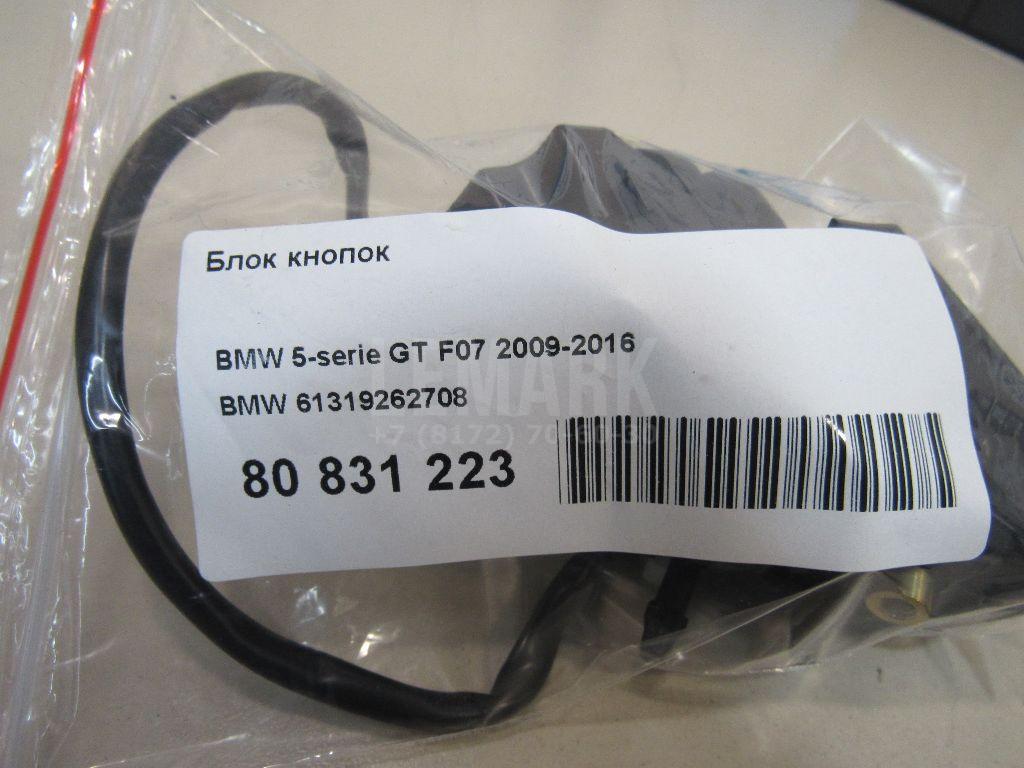 Блок кнопок
BMW 5-serie GT F07 2009-2016
BMW 61319262708
80 831 223